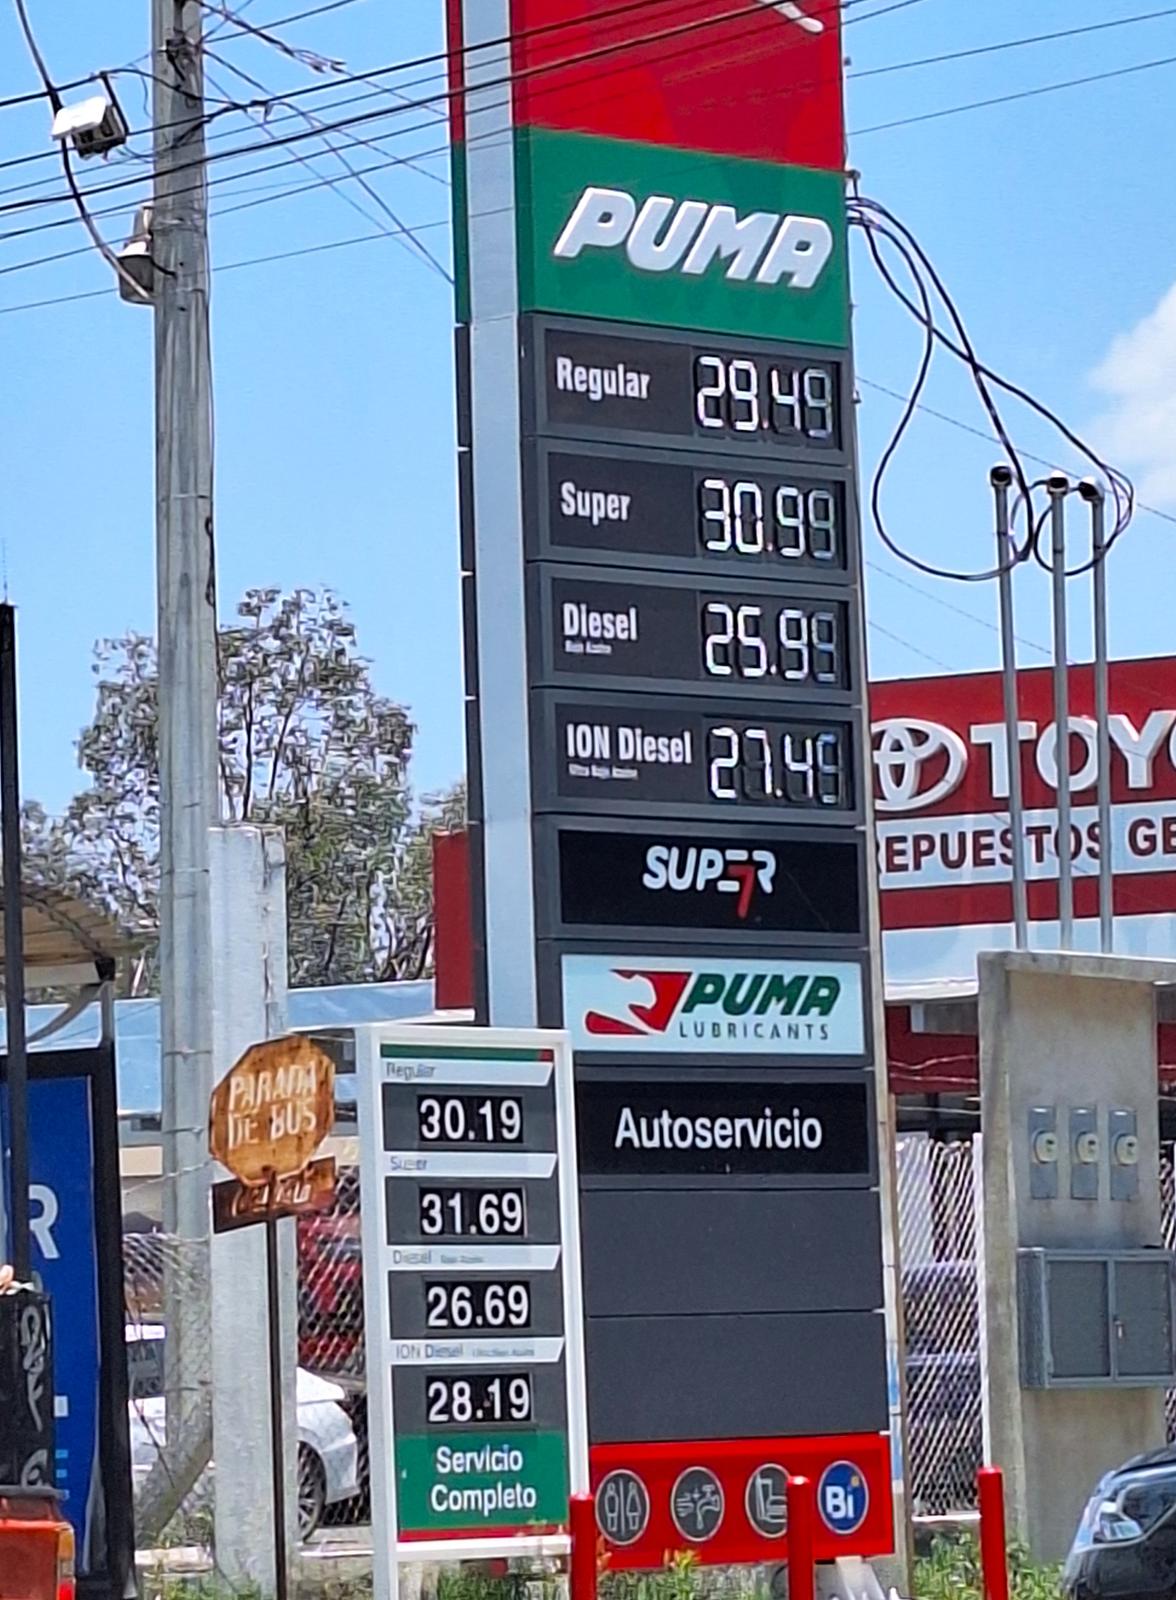 PUMA
Regular 29.49
Super 30.99
Diesel 25.99
ION Diesel 27.49
SUPER 7
PUMA
LUBRICANTS
Autoservicio
Bi
Regular
30.19
Super
31.69
Diesel
26.69
ION Diesel
28.19
Servicio
Completo
PARADA
DE BUS
TOYO
REPUESTOS GE
R